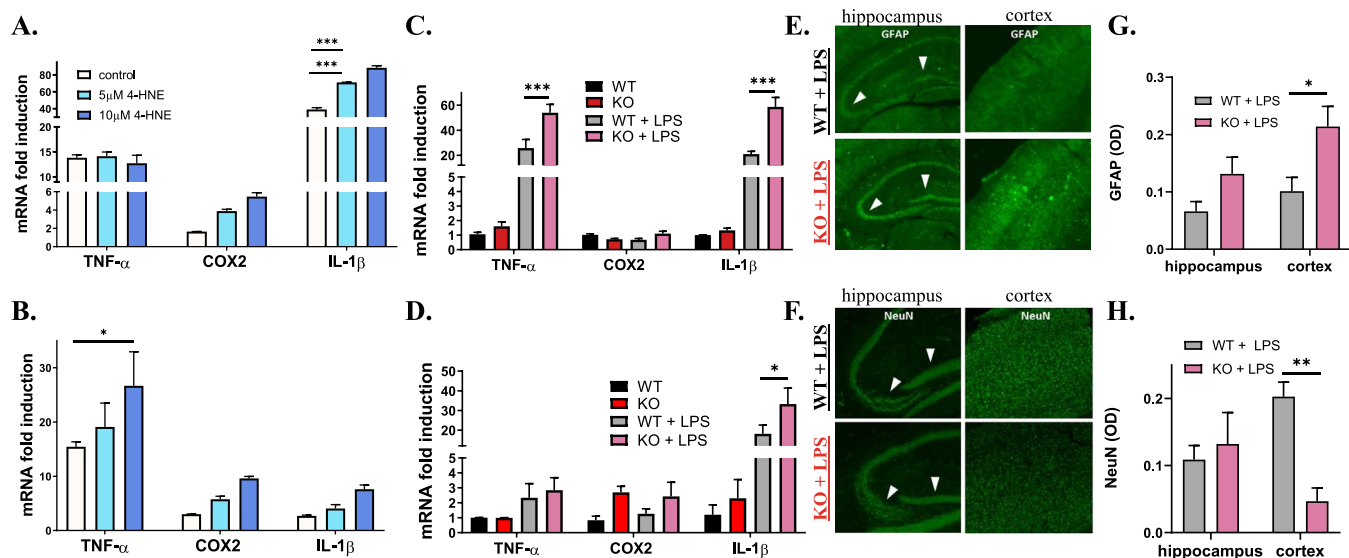 A.
mRNA fold induction
80
60
40
20
15
10
6
4
2
0
***
***
control
5μM 4-HNE
10μM 4-HNE
TNF-α COX2 IL-1β
B.
mRNA fold induction
30
20
10
0
*
TNF-α COX2 IL-1β
C.
mRNA fold induction
60
40
20
4
3
2
1
0
***
***
WT
KO
WT + LPS
KO + LPS
TNF-α COX2 IL-1β
D.
mRNA fold induction
50
40
30
20
10
4
3
2
1
0
*
WT
KO
WT + LPS
KO + LPS
TNF-α COX2 IL-1β
E.
hippocampus cortex
GFAP GFAP
WT + LPS
KO + LPS
F.
hippocampus cortex
NeuN NeuN
WT + LPS
KO + LPS
G.
GFAP (OD)
0.3
0.2
0.1
0.0
WT + LPS
KO + LPS
*
hippocampus cortex
H.
NeuN (OD)
0.2
0.1
0.0
WT + LPS
KO + LPS
**
hippocampus cortex